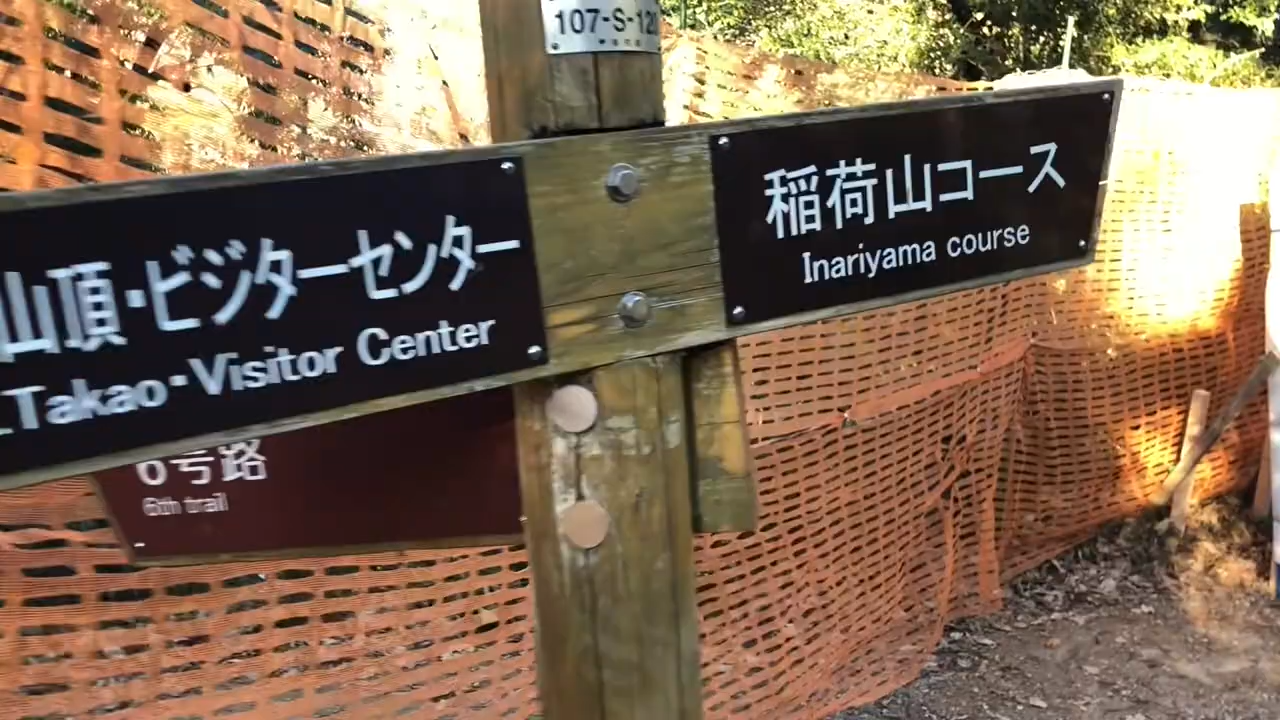 107-S-120
山頂・ビジターセンター
Takao・Visitor Center
稲荷山コース
Inariyama course
6号路
6th trail